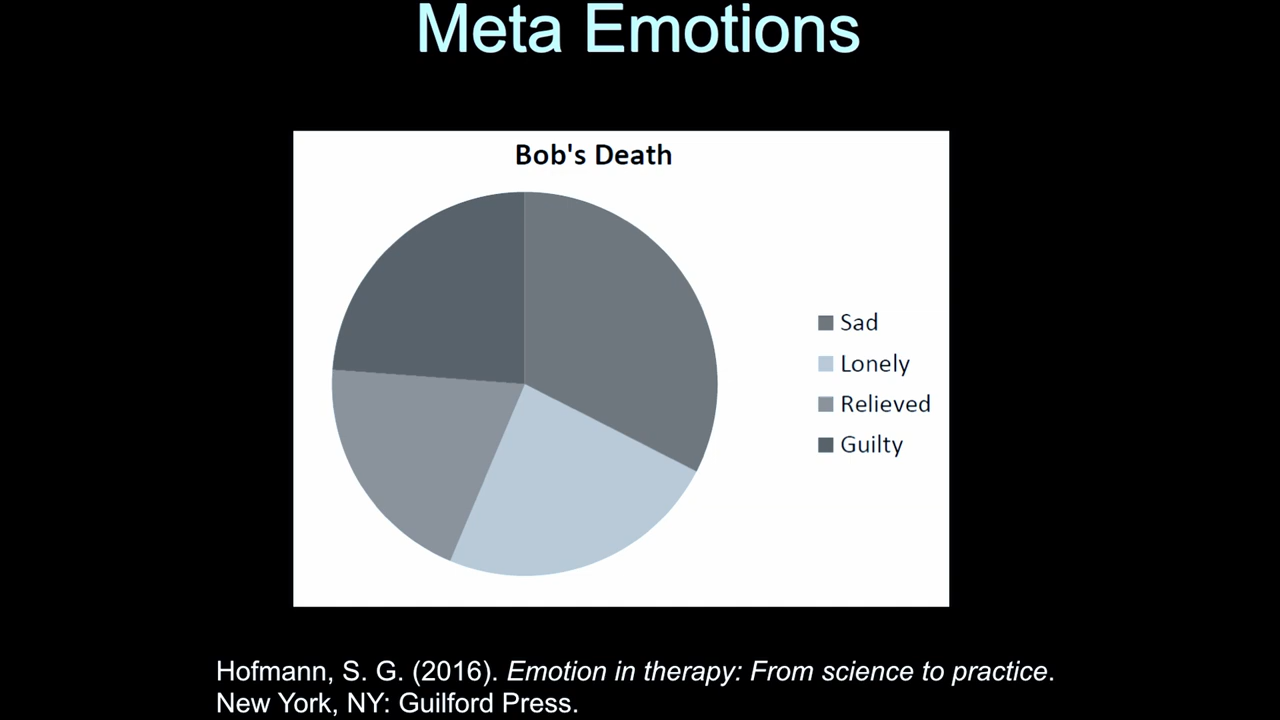 Meta Emotions
Bob's Death
Sad
Lonely
Relieved
Guilty
Hofmann, S. G. (2016). Emotion in therapy: From science to practice.
New York, NY: Guilford Press.